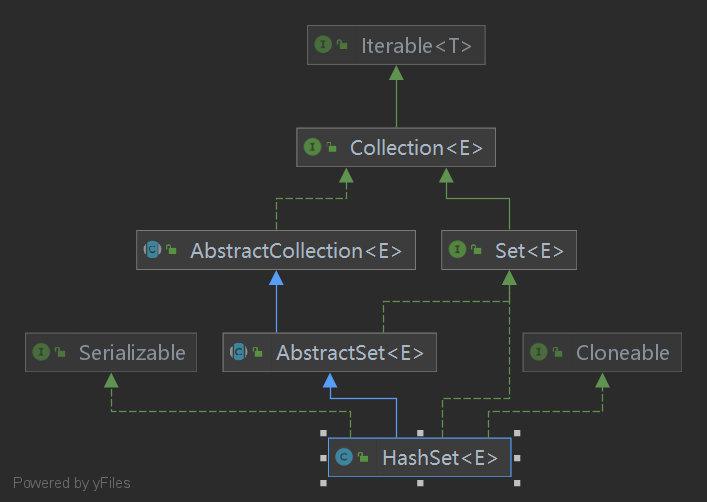 Iterable<T>
Collection<E>
AbstractCollection<E>
Set<E>
Serializable
AbstractSet<E>
Cloneable
HashSet<E>
Powered by yFiles